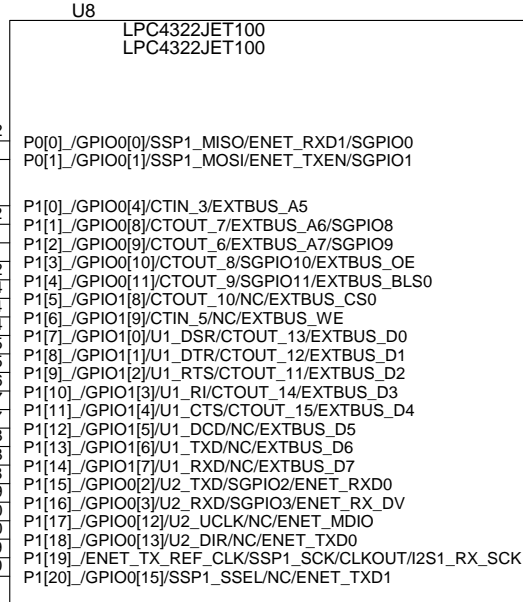 U8
LPC4322JET100
LPC4322JET100
P0[0]_/GPIO0[0]/SSP1_MISO/ENET_RXD1/SGPIO0
P0[1]_/GPIO0[1]/SSP1_MOSI/ENET_TXEN/SGPIO1
P1[0]_/GPIO0[4]/CTIN_3/EXTBUS_A5
P1[1]_/GPIO0[8]/CTOUT_7/EXTBUS_A6/SGPIO8
P1[2]_/GPIO0[9]/CTOUT_6/EXTBUS_A7/SGPIO9
P1[3]_/GPIO0[10]/CTOUT_8/SGPIO10/EXTBUS_OE
P1[4]_/GPIO0[11]/CTOUT_9/SGPIO11/EXTBUS_BLS0
P1[5]_/GPIO1[8]/CTOUT_10/NC/EXTBUS_CS0
P1[6]_/GPIO1[9]/CTIN_5/NC/EXTBUS_WE
P1[7]_/GPIO1[0]/U1_DSR/CTOUT_13/EXTBUS_D0
P1[8]_/GPIO1[1]/U1_DTR/CTOUT_12/EXTBUS_D1
P1[9]_/GPIO1[2]/U1_RTS/CTOUT_11/EXTBUS_D2
P1[10]_/GPIO1[3]/U1_RI/CTOUT_14/EXTBUS_D3
P1[11]_/GPIO1[4]/U1_CTS/CTOUT_15/EXTBUS_D4
P1[12]_/GPIO1[5]/U1_DCD/NC/EXTBUS_D5
P1[13]_/GPIO1[6]/U1_TXD/NC/EXTBUS_D6
P1[14]_/GPIO1[7]/U1_RXD/NC/EXTBUS_D7
P1[15]_/GPIO0[2]/U2_TXD/SGPIO2/ENET_RXD0
P1[16]_/GPIO0[3]/U2_RXD/SGPIO3/ENET_RX_DV
P1[17]_/GPIO0[12]/U2_UCLK/NC/ENET_MDIO
P1[18]_/GPIO0[13]/U2_DIR/NC/ENET_TXD0
P1[19]_/ENET_TX_REF_CLK/SSP1_SCK/CLKOUT/I2S1_RX_SCK
P1[20]_/GPIO0[15]/SSP1_SSEL/NC/ENET_TXD1